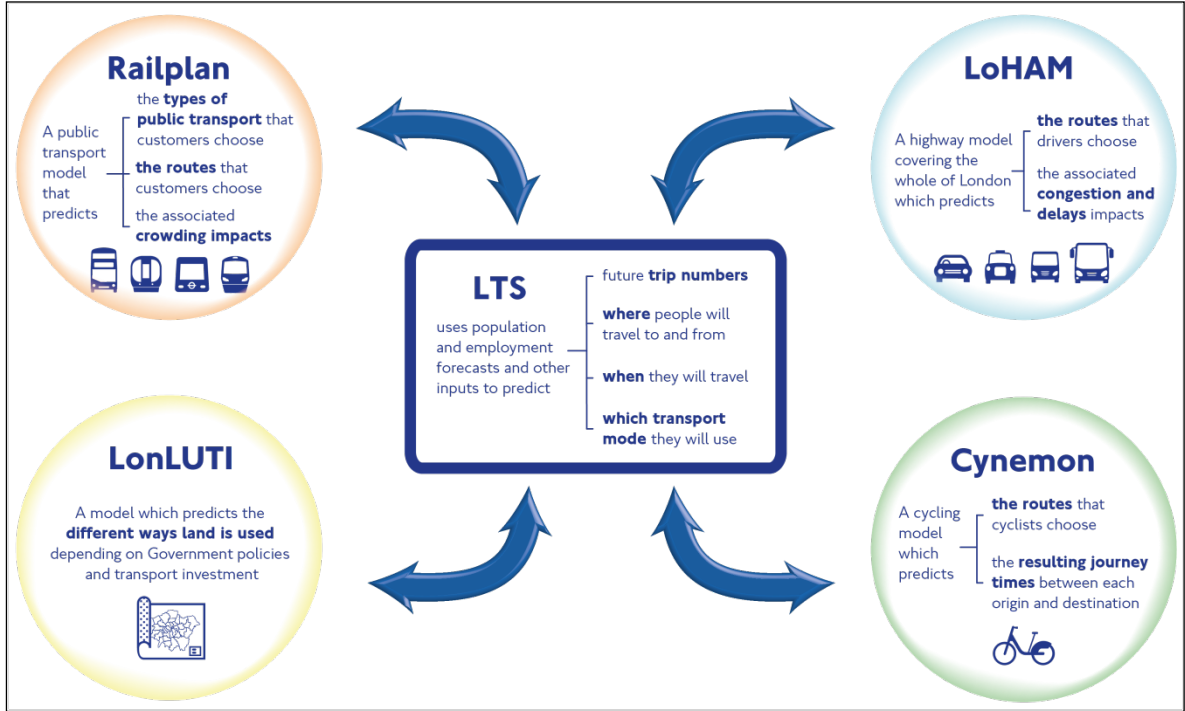 Railplan
A public
transport
model
that
predicts
the types of
public transport that
customers choose
the routes that
customers choose
the associated
crowding impacts
LoHAM
A highway model
covering the
whole of London
which predicts
the routes that
drivers choose
the associated
congestion and
delays impacts
LTS
uses population
and employment
forecasts and other
inputs to predict
future trip numbers
where people will
travel to and from
when they will travel
which transport
mode they will use
LonLUTI
A model which predicts the
different ways land is used
depending on Government policies
and transport investment
Cynemon
A cycling
model
which
predicts
the routes that
cyclists choose
the resulting journey
times between each
origin and destination